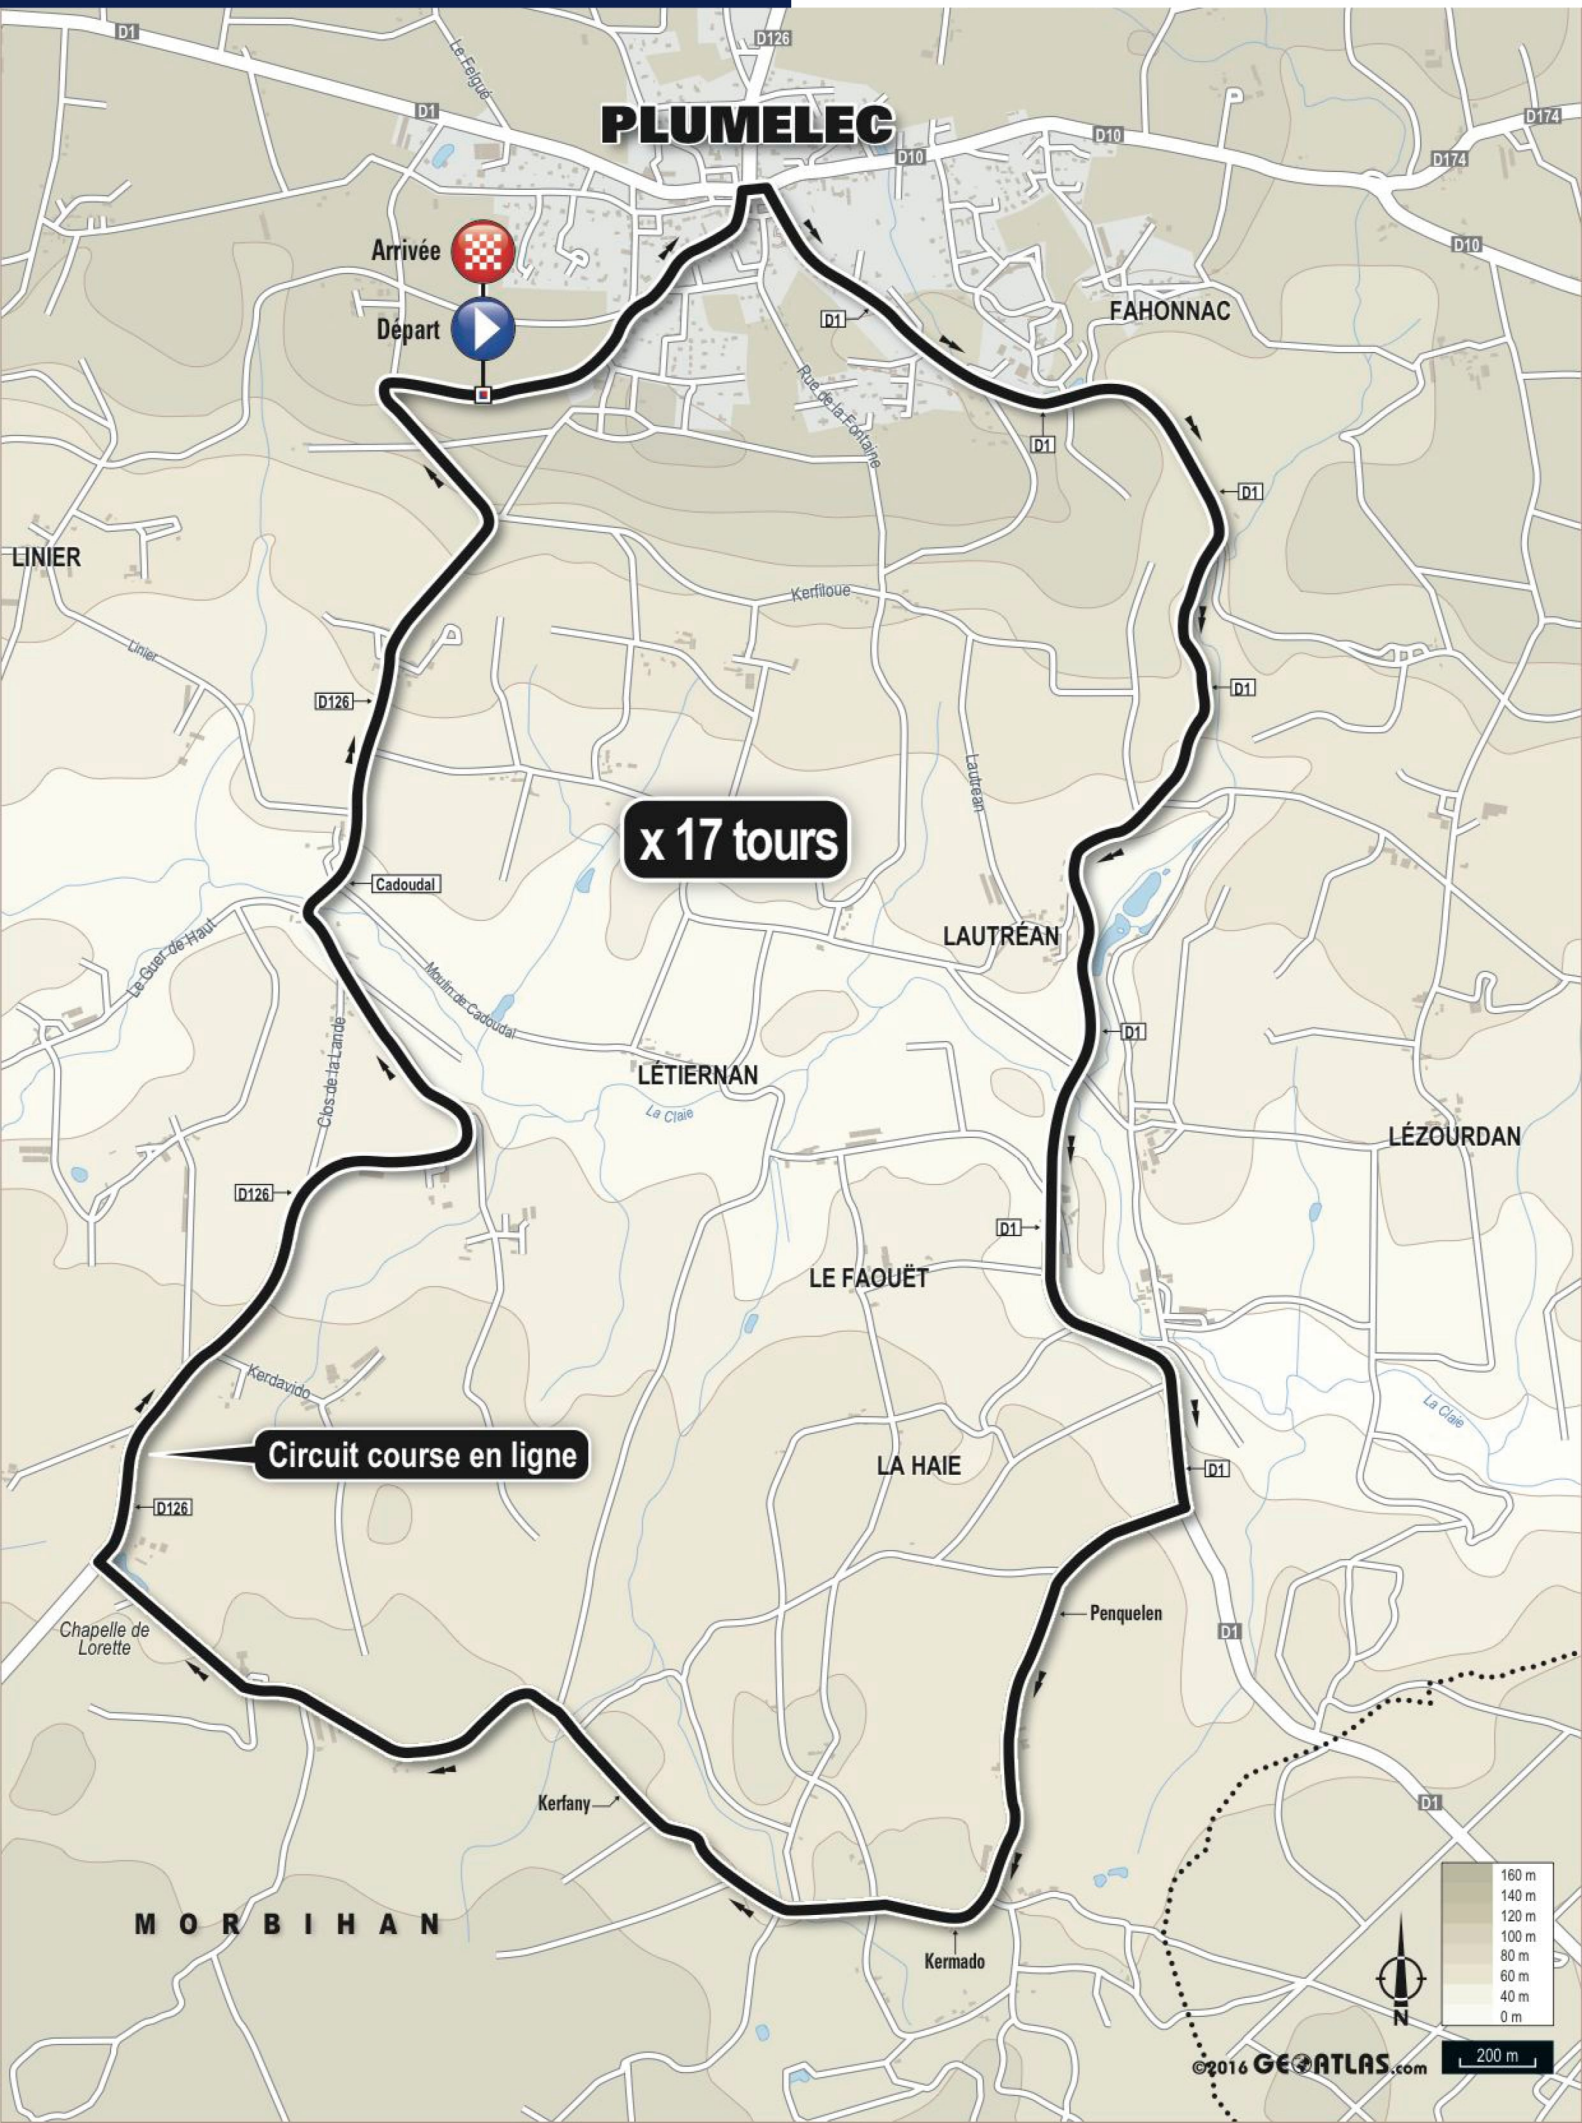 D1
D126
Le Felgué
D1
PLUMELEC
D10
D10
D174
D174
D10
Arrivée
Départ
FAHONNAC
D1
Rue de la Fontaine
D1
D1
LINIER
Kerfiloue
Linier
D126
D1
Lautrean
x 17 tours
Cadoudal
LAUTRÉAN
Le Guer de Haut
Moulin de Cadoudal
D1
Clos de la Lande
LÉTIERNAN
La Claie
LÉZOURDAN
D126
D1
LE FAOUËT
Kerdavido
La Claie
Circuit course en ligne
LA HAIE
D1
D126
Penquelen
Chapelle de
Lorette
D1
Kerfany
D1
MORBIHAN
Kermado
160 m
140 m
120 m
100 m
80 m
60 m
40 m
0 m
N
©2016 GEOATLAS.com
200 m